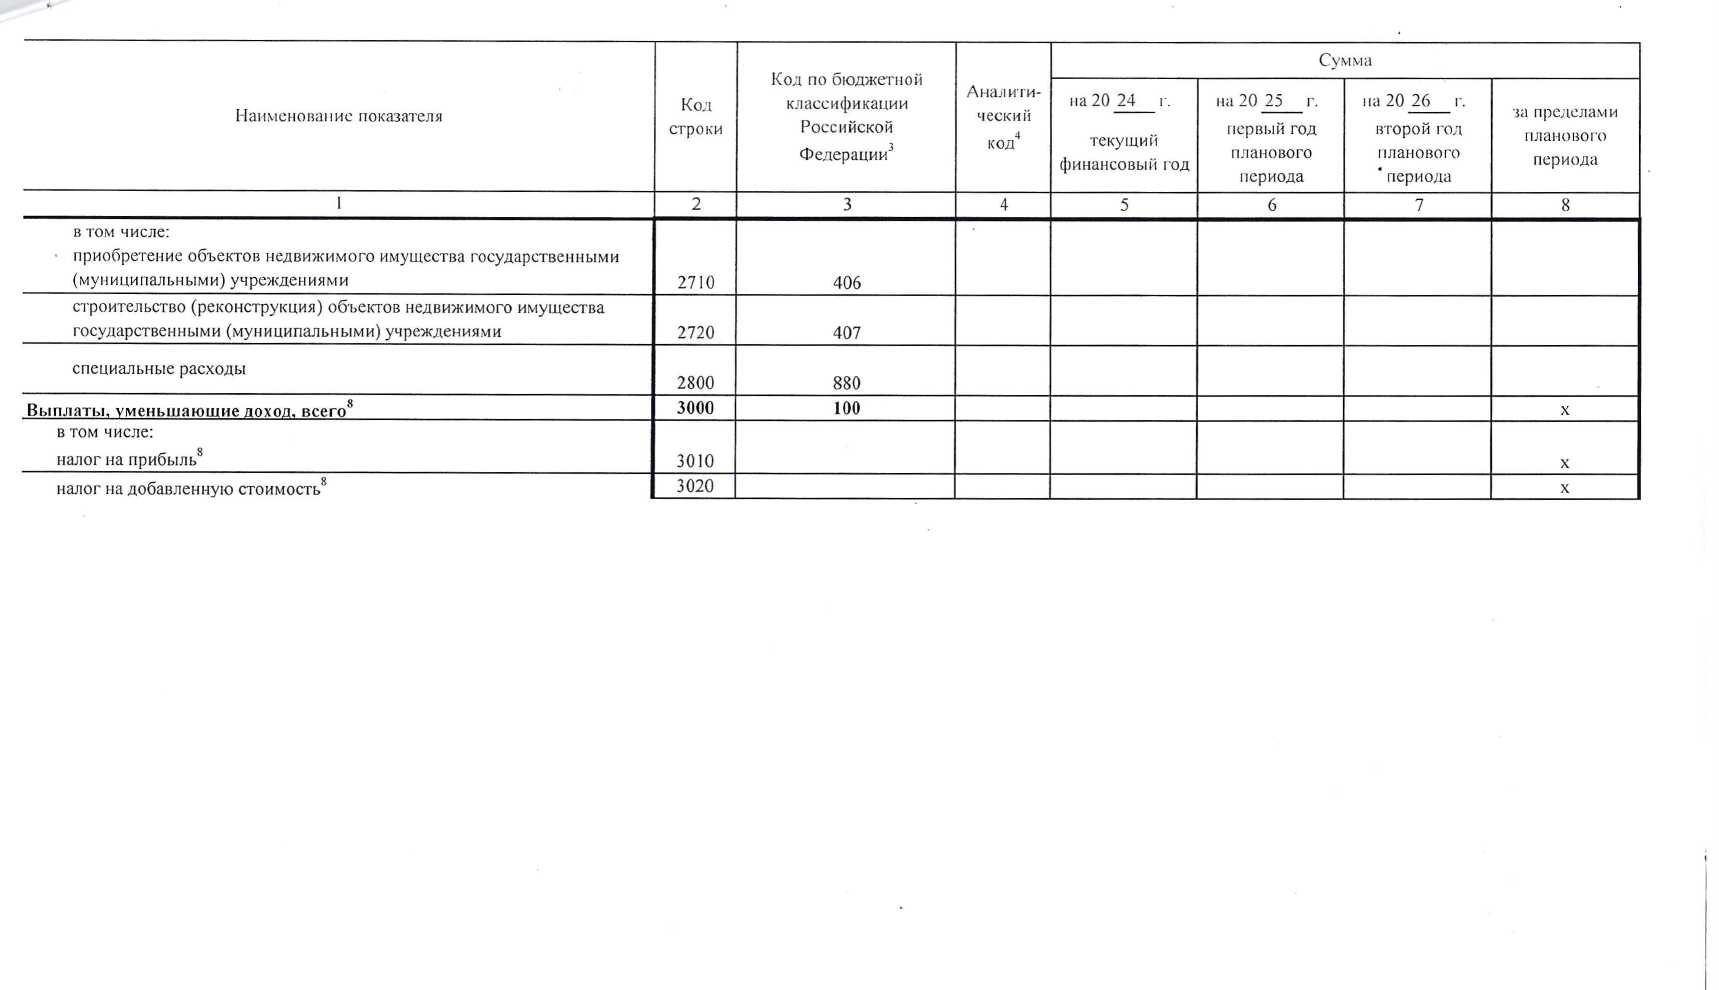 Наименование показателя
Код
строки
Код по бюджетной
классификации
Российской
Федерации3
Аналити-
ческий
код4
Сумма
на 20 24 г.
текущий
финансовый год
на 20 25 г.
первый год
планового
периода
на 20 26 г.
второй год
планового
периода
за пределами
планового
периода
1 2 3 4 5 6 7 8
в том числе:
приобретение объектов недвижимого имущества государственными
(муниципальными) учреждениями 2710 406
строительство (реконструкция) объектов недвижимого имущества
государственными (муниципальными) учреждениями 2720 407
специальные расходы
2800 880
Выплаты, уменьшающие доход, всего8 3000 100 х
в том числе:
налог на прибыль8 3010 х
налог на добавленную стоимость8 3020 х